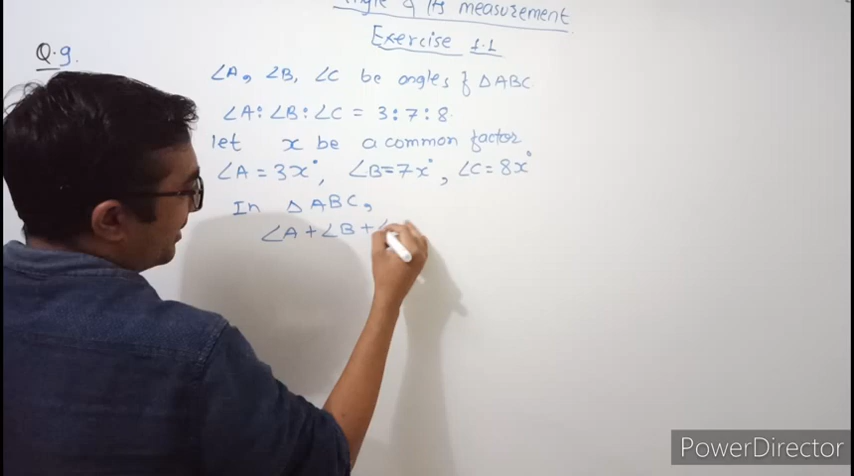 Angle & Its measurement
Exercise 1.1
Q.9.
∠A, ∠B, ∠C be angles of △ABC
∠A:∠B:∠C = 3:7:8.
let x be a common factor
∠A = 3x°, ∠B=7x°, ∠C=8x°
In △ABC,
∠A+∠B+∠
PowerDirector